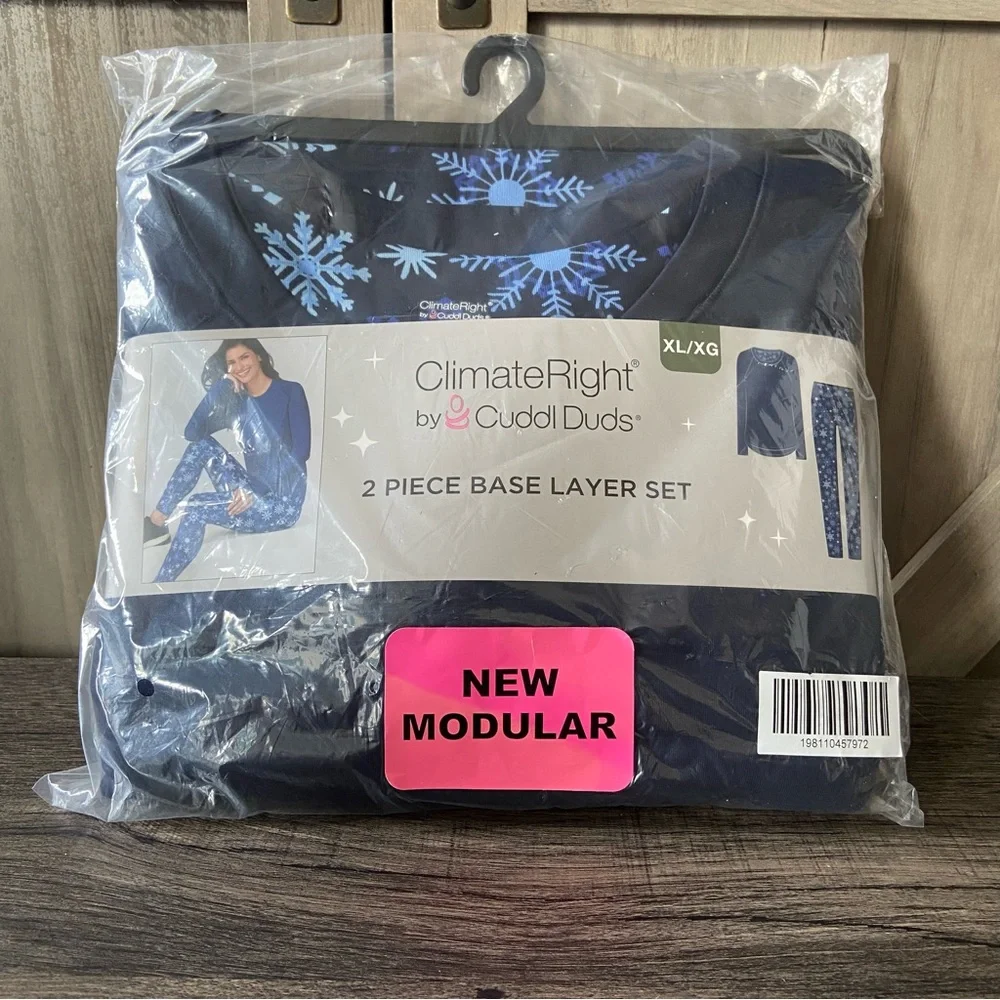 ClimateRight®
by Cuddl Duds®
XL/XG
ClimateRight®
by Cuddl Duds®
2 PIECE BASE LAYER SET
NEW
MODULAR
198110457972